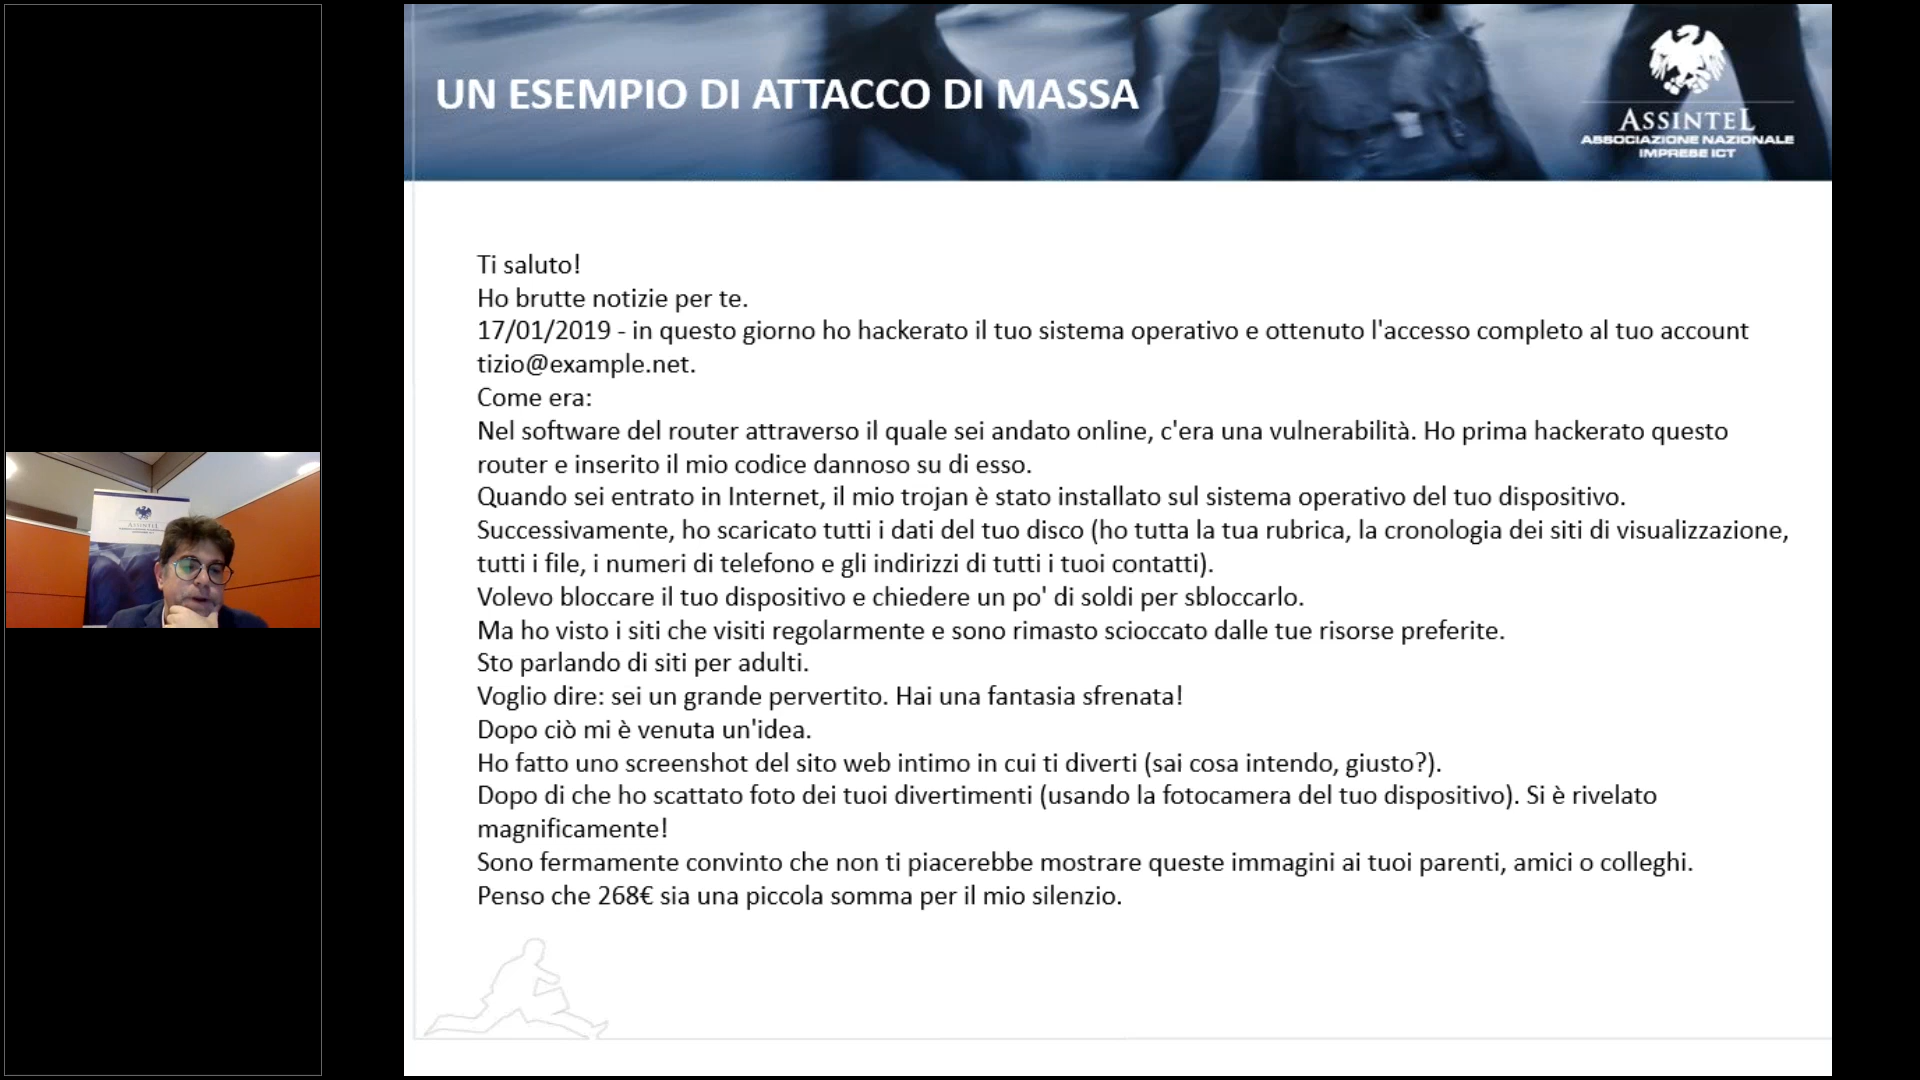 UN ESEMPIO DI ATTACCO DI MASSA
ASSINTEL
ASSOCIAZIONE NAZIONALE
IMPRESE ICT
Ti saluto!
Ho brutte notizie per te.
17/01/2019 - in questo giorno ho hackerato il tuo sistema operativo e ottenuto l'accesso completo al tuo account
tizio@example.net.
Come era:
Nel software del router attraverso il quale sei andato online, c'era una vulnerabilità. Ho prima hackerato questo
router e inserito il mio codice dannoso su di esso.
Quando sei entrato in Internet, il mio trojan è stato installato sul sistema operativo del tuo dispositivo.
Successivamente, ho scaricato tutti i dati del tuo disco (ho tutta la tua rubrica, la cronologia dei siti di visualizzazione,
tutti i file, i numeri di telefono e gli indirizzi di tutti i tuoi contatti).
Volevo bloccare il tuo dispositivo e chiedere un po' di soldi per sbloccarlo.
Ma ho visto i siti che visiti regolarmente e sono rimasto scioccato dalle tue risorse preferite.
Sto parlando di siti per adulti.
Voglio dire: sei un grande pervertito. Hai una fantasia sfrenata!
Dopo ciò mi è venuta un'idea.
Ho fatto uno screenshot del sito web intimo in cui ti diverti (sai cosa intendo, giusto?).
Dopo di che ho scattato foto dei tuoi divertimenti (usando la fotocamera del tuo dispositivo). Si è rivelato
magnificamente!
Sono fermamente convinto che non ti piacerebbe mostrare queste immagini ai tuoi parenti, amici o colleghi.
Penso che 268€ sia una piccola somma per il mio silenzio.
ASSINTEL